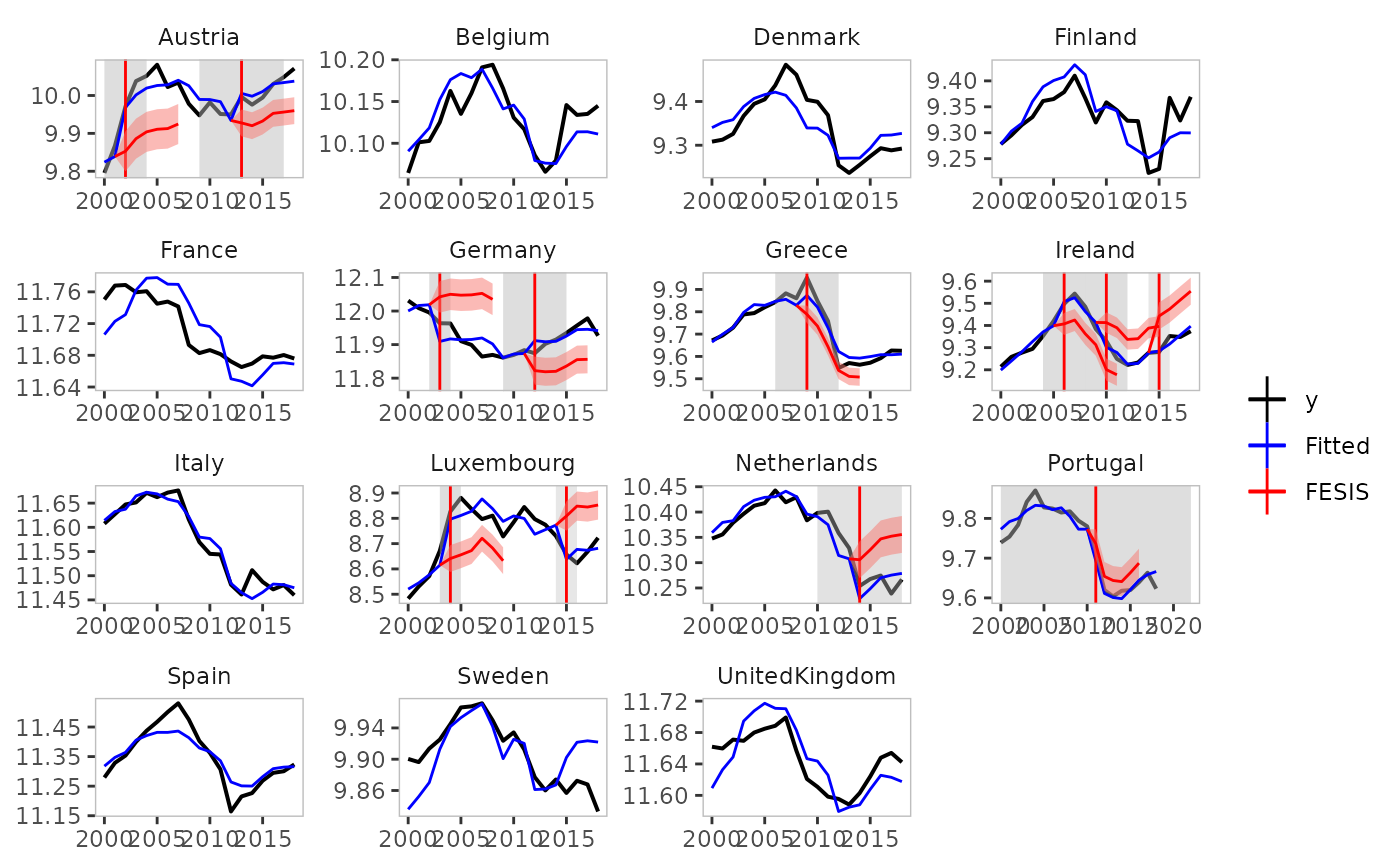 Austria Belgium Denmark Finland
10.0
9.9
9.8
2000 2005 2010 2015
10.20
10.15
10.10
2000 2005 2010 2015
9.4
9.3
2000 2005 2010 2015
9.40
9.35
9.30
9.25
2000 2005 2010 2015
France Germany Greece Ireland
11.76
11.72
11.68
11.64
2000 2005 2010 2015
12.1
12.0
11.9
11.8
2000 2005 2010 2015
9.9
9.8
9.7
9.6
9.5
2000 2005 2010 2015
9.6
9.5
9.4
9.3
9.2
2000 2005 2010 2015
y
Fitted
FESIS
Italy Luxembourg Netherlands Portugal
11.65
11.60
11.55
11.50
11.45
2000 2005 2010 2015
8.9
8.8
8.7
8.6
8.5
2000 2005 2010 2015
10.45
10.40
10.35
10.30
10.25
2000 2005 2010 2015
9.8
9.7
9.6
2000 2005 2010 2015 2020
Spain Sweden UnitedKingdom
11.45
11.35
11.25
11.15
2000 2005 2010 2015
9.94
9.90
9.86
2000 2005 2010 2015
11.72
11.68
11.64
11.60
2000 2005 2010 2015